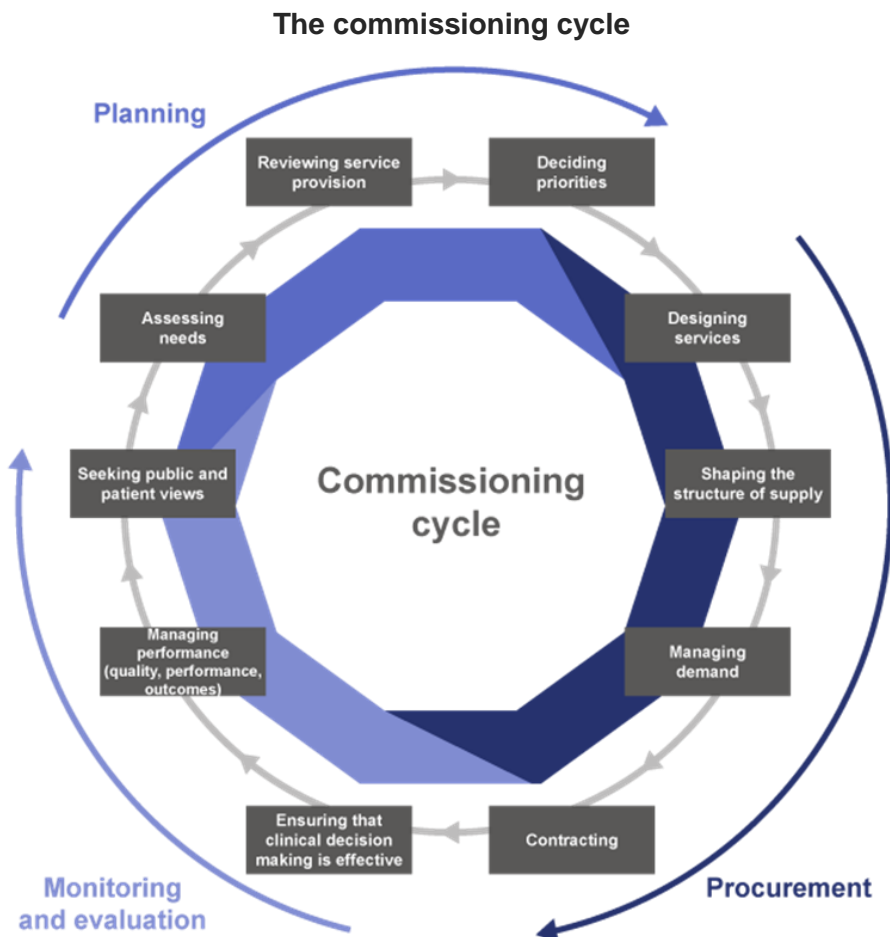 The commissioning cycle
Planning
Reviewing service
provision
Deciding
priorities
Assessing
needs
Designing
services
Seeking public and
patient views
Commissioning
cycle
Shaping the
structure of supply
Managing
performance
(quality, performance,
outcomes)
Managing
demand
Ensuring that
clinical decision
making is effective
Contracting
Monitoring
and evaluation
Procurement